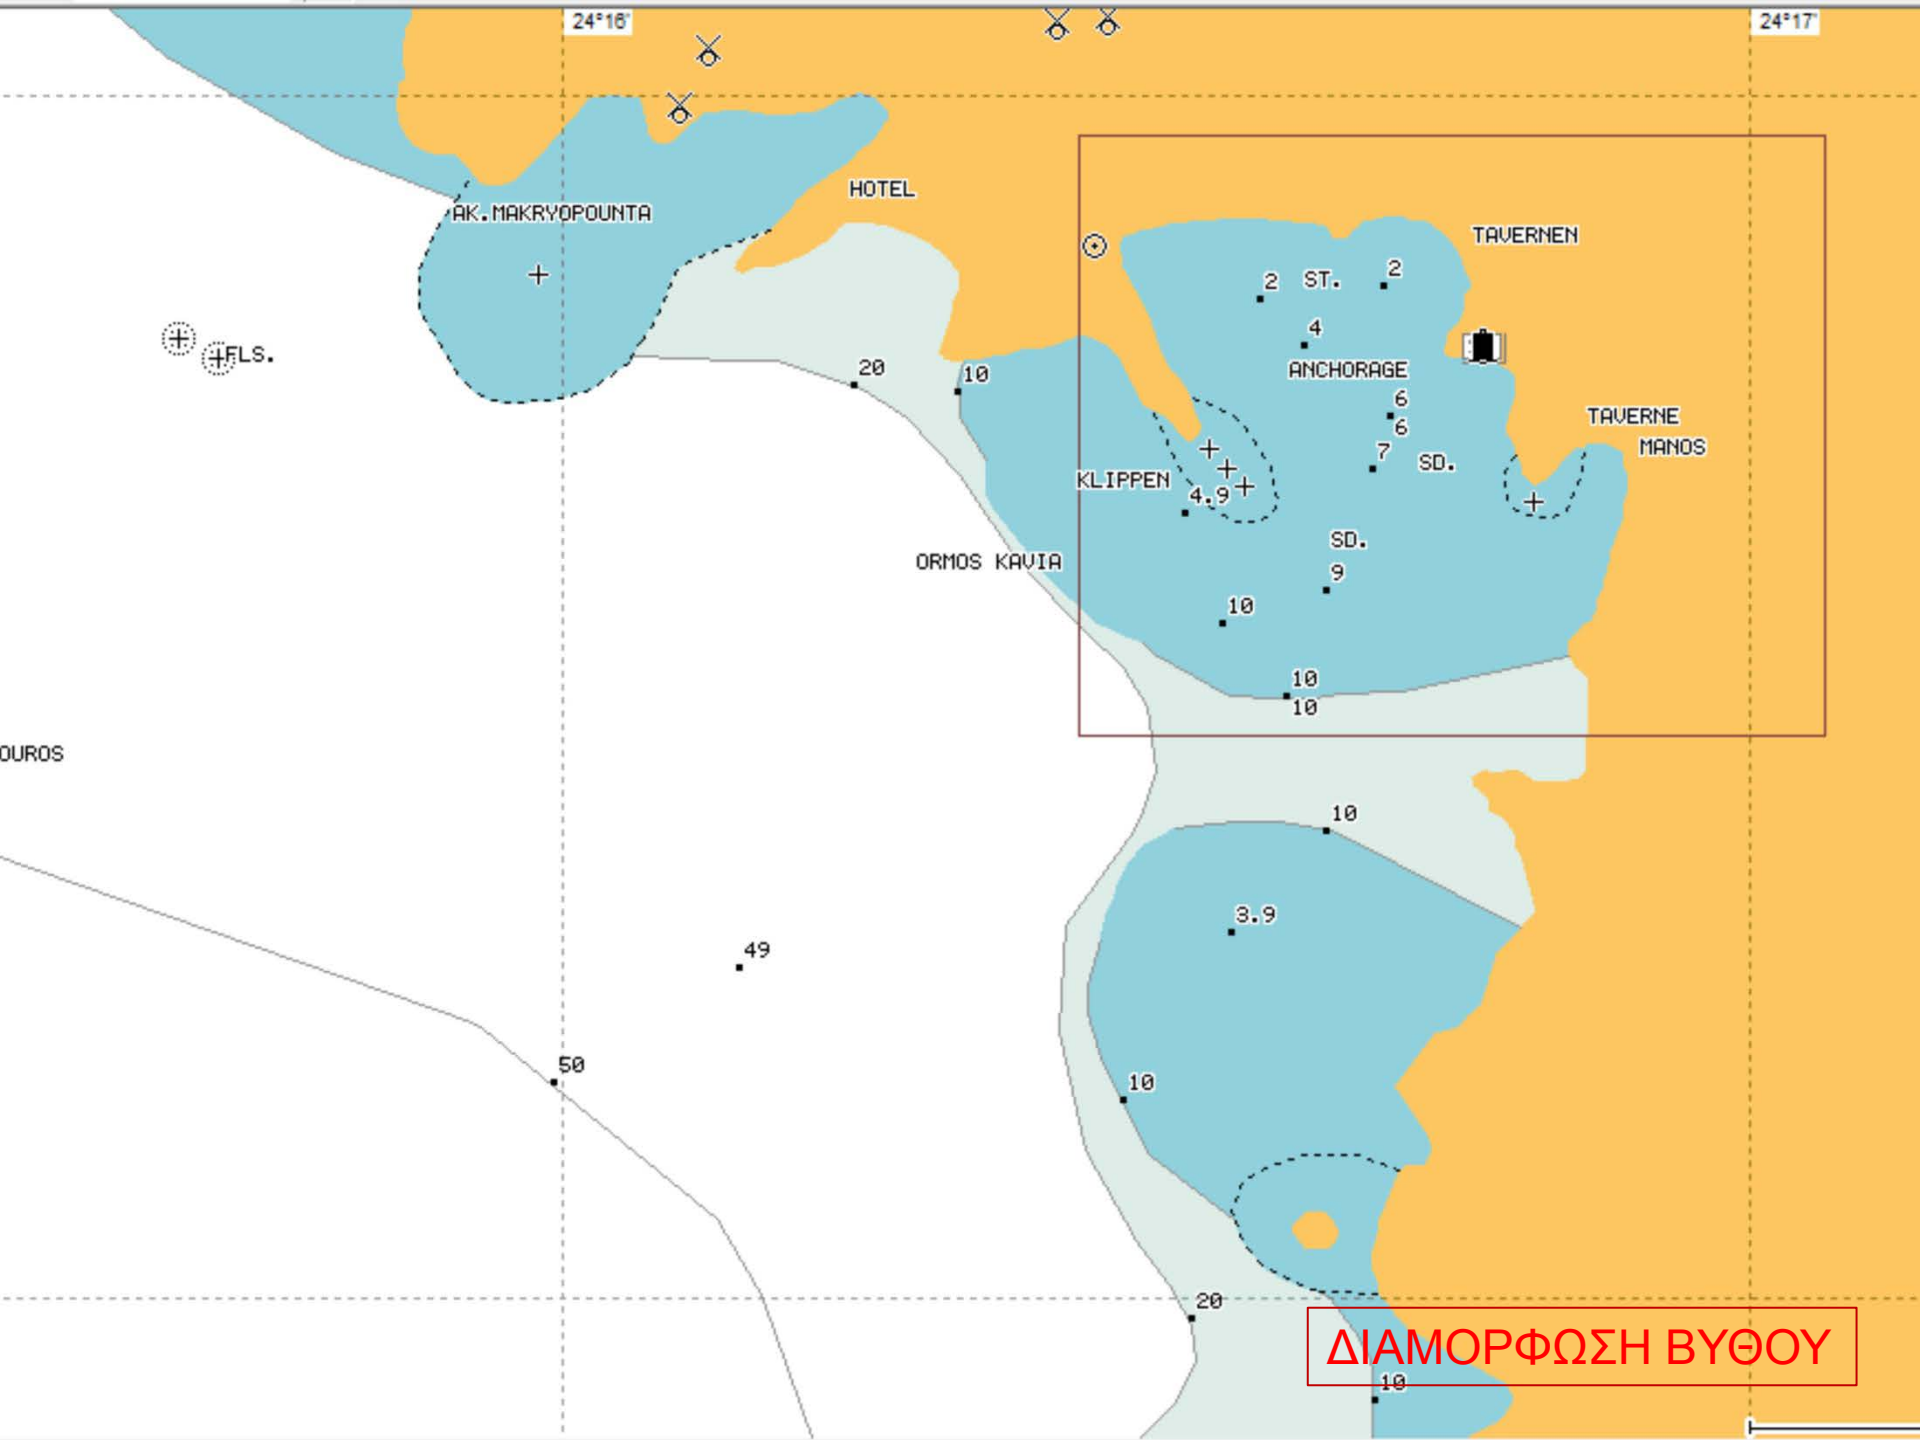 24°16'
24°17'
HOTEL
AK.MAKRYOPOUNTA
TAVERNEN
2
ST.
2
4
FLS.
20
10
ANCHORAGE
6
6
TAVERNE
MANOS
7
SD.
KLIPPEN
4.9
SD.
ORMOS KAVIA
9
10
10
10
OUROS
10
3.9
49
50
10
20
ΔΙΑΜΟΡΦΩΣΗ ΒΥΘΟΥ
10